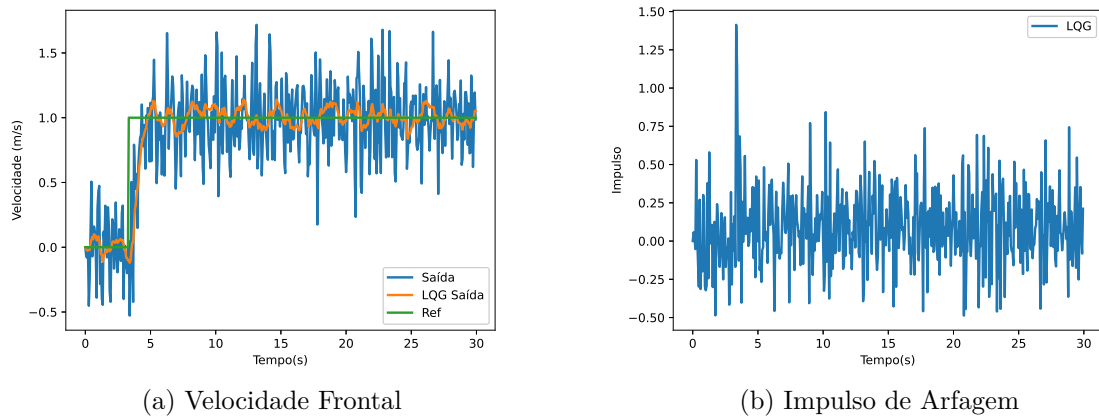 1.5
1.0
0.5
0.0
−0.5
Velocidade (m/s)
0 5 10 15 20 25 30
Tempo(s)
Saída
LQG Saída
Ref
(a) Velocidade Frontal
1.50
1.25
1.00
0.75
0.50
0.25
0.00
−0.25
−0.50
Impulso
0 5 10 15 20 25 30
Tempo(s)
LQG
(b) Impulso de Arfagem